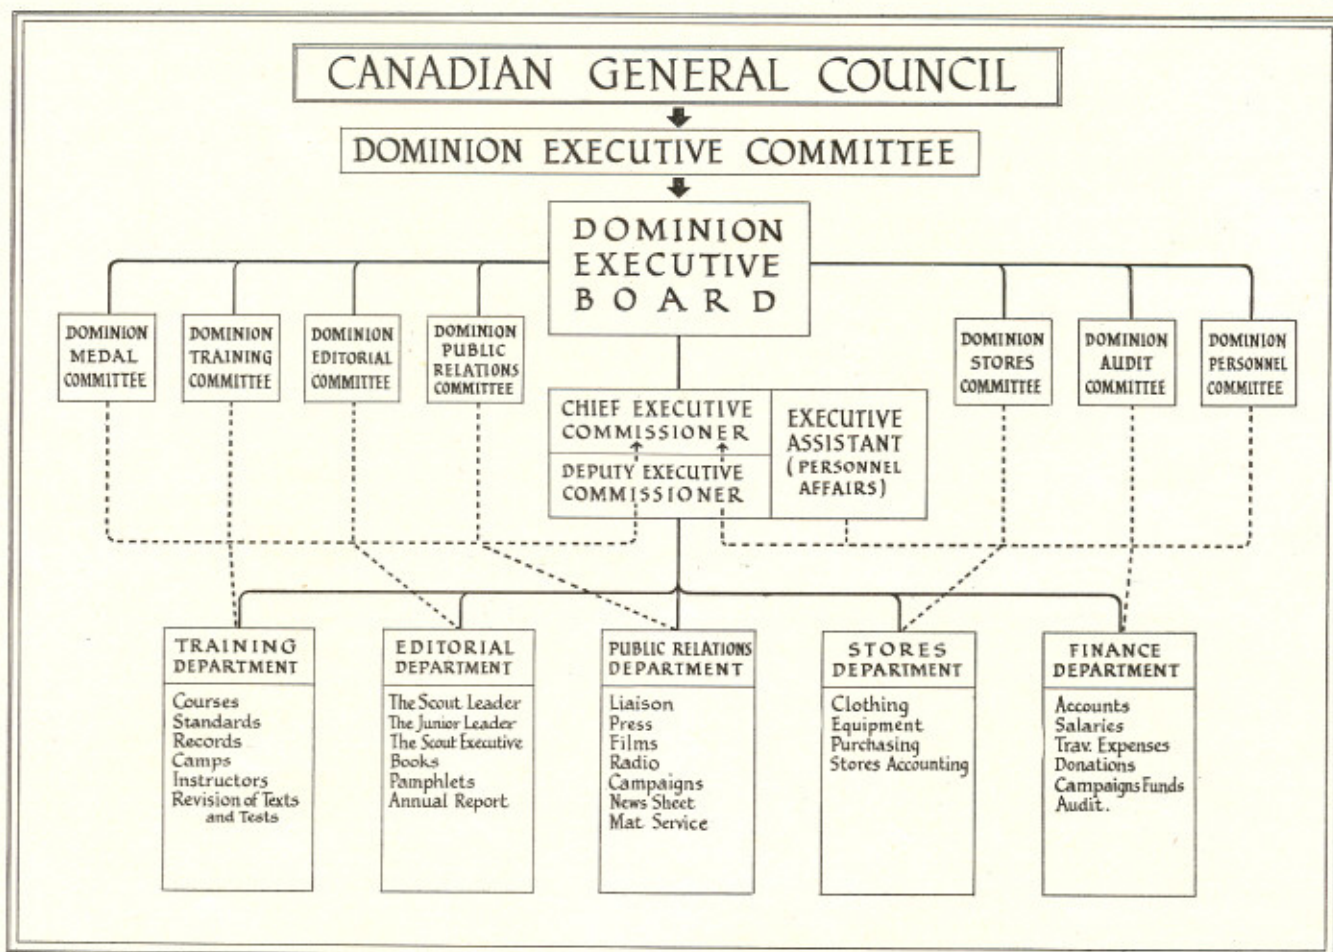 CANADIAN GENERAL COUNCIL
DOMINION EXECUTIVE COMMITTEE
DOMINION
EXECUTIVE
BOARD
DOMINION
MEDAL
COMMITTEE
DOMINION
TRAINING
COMMITTEE
DOMINION
EDITORIAL
COMMITTEE
DOMINION
PUBLIC
RELATIONS
COMMITTEE
DOMINION
STORES
COMMITTEE
DOMINION
AUDIT
COMMITTEE
DOMINION
PERSONNEL
COMMITTEE
CHIEF EXECUTIVE
COMMISSIONER
DEPUTY EXECUTIVE
COMMISSIONER
EXECUTIVE
ASSISTANT
(PERSONNEL
AFFAIRS)
TRAINING
DEPARTMENT
Courses
Standards
Records
Camps
Instructors
Revision of Texts
and Tests
EDITORIAL
DEPARTMENT
The Scout Leader
The Junior Leader
The Scout Executive
Books
Pamphlets
Annual Report
PUBLIC RELATIONS
DEPARTMENT
Liaison
Press
Films
Radio
Campaigns
News Sheet
Mat Service
STORES
DEPARTMENT
Clothing
Equipment
Purchasing
Stores Accounting
FINANCE
DEPARTMENT
Accounts
Salaries
Trav. Expenses
Donations
Campaigns Funds
Audit.